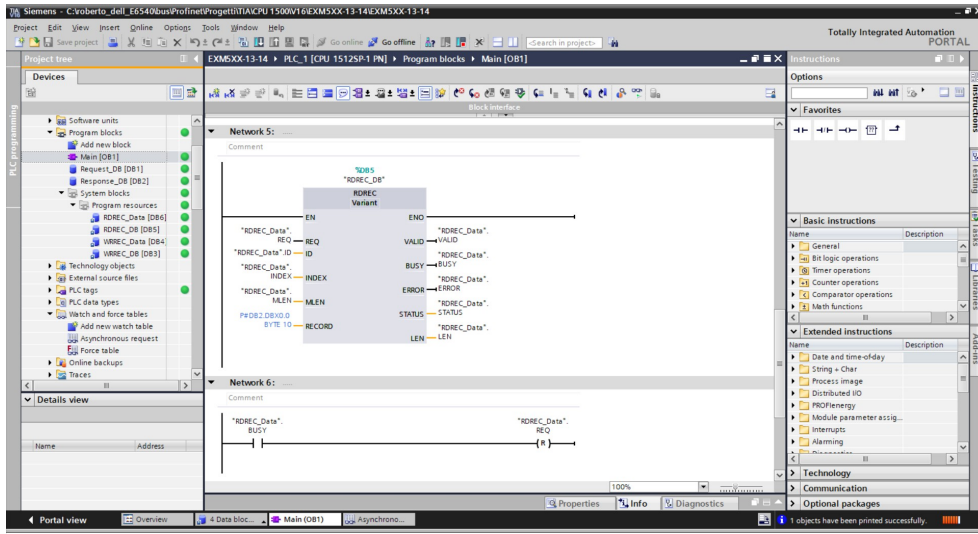 Siemens - C:\roberto_dell_E6540\bus\Profinet\Progetti\TIA\CPU 1500\V16\EXM5XX-13-14\EXM5XX-13-14
Project Edit View Insert Online Options Tools Window Help
Totally Integrated Automation
PORTAL
Save project
Go online
Go offline
<Search in project>
Project tree
EXM5XX-13-14 ▸ PLC_1 [CPU 1512SP-1 PN] ▸ Program blocks ▸ Main [OB1]
Instructions
Devices
Options
Block interface
PLC programming
Software units
Program blocks
Add new block
Main [OB1]
Request_DB [DB1]
Response_DB [DB2]
System blocks
Program resources
RDREC_Data [DB6]
RDREC_DB [DB5]
WRREC_Data [DB4]
WRREC_DB [DB3]
Technology objects
External source files
PLC tags
PLC data types
Watch and force tables
Add new watch table
Asynchronous request
Force table
Online backups
Traces
Details view
Name Address
Network 5: .....
Comment
%DB5
"RDREC_DB"
RDREC
Variant
EN ENO
"RDREC_Data".
REQ REQ
"RDREC_Data".ID ID
"RDREC_Data".
INDEX INDEX
"RDREC_Data".
MLEN MLEN
P#DB2.DBX0.0
BYTE 10 RECORD
"RDREC_Data".
VALID VALID
"RDREC_Data".
BUSY BUSY
"RDREC_Data".
ERROR ERROR
"RDREC_Data".
STATUS STATUS
"RDREC_Data".
LEN LEN
Network 6: .....
Comment
"RDREC_Data".
BUSY
"RDREC_Data".
REQ
R
100%
Properties Info Diagnostics
Favorites
Basic instructions
Name Description
General
Bit logic operations
Timer operations
Counter operations
Comparator operations
Math functions
Extended instructions
Name Description
Date and time-of-day
String + Char
Process image
Distributed I/O
PROFIenergy
Module parameter assig...
Interrupts
Alarming
Diagnostics
Technology
Communication
Optional packages
Instructions
Testing
Tasks
Libraries
Add-ins
Portal view
Overview
4 Data bloc...
Main (OB1)
Asynchrono...
1 objects have been printed successfully.